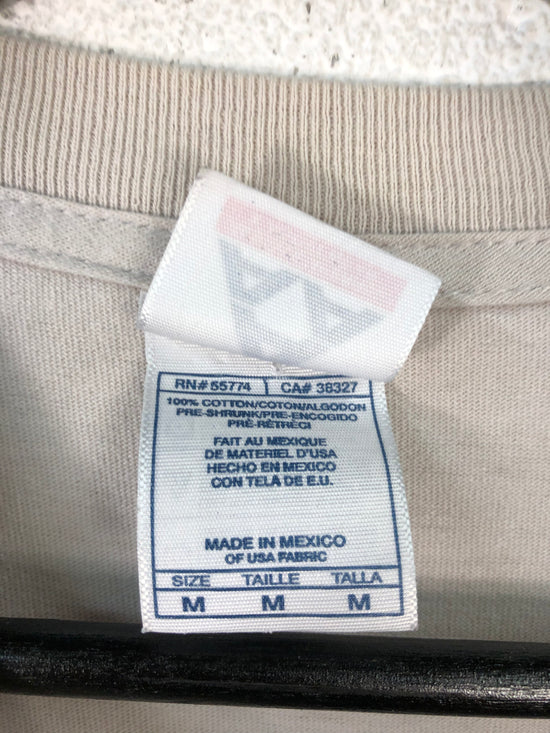 RN# 55774 CA# 38327
100% COTTON/COTON/ALGODON
PRE-SHRUNK/PRE-ENCOGIDO
PRÉ-RÉTRÉCI
FAIT AU MEXIQUE
DE MATERIEL D'USA
HECHO EN MEXICO
CON TELA DE E.U.
MADE IN MEXICO
OF USA FABRIC
SIZE TAILLE TALLA
M M M